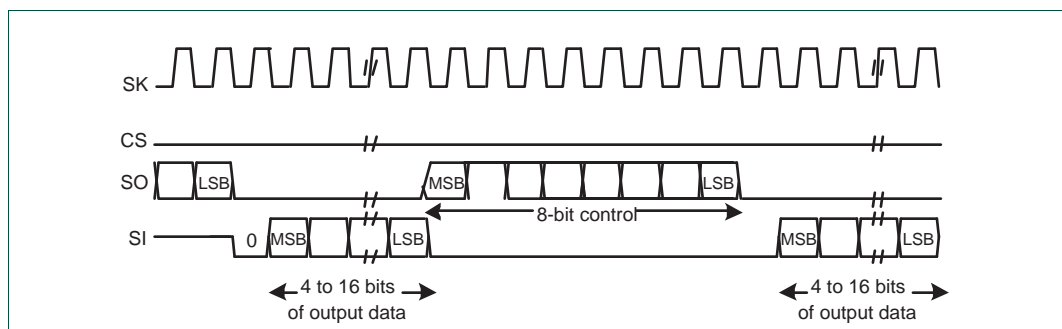 SK
CS
SO
LSB
MSB
LSB
8-bit control
SI
0
MSB
LSB
MSB
LSB
4 to 16 bits
of output data
4 to 16 bits
of output data